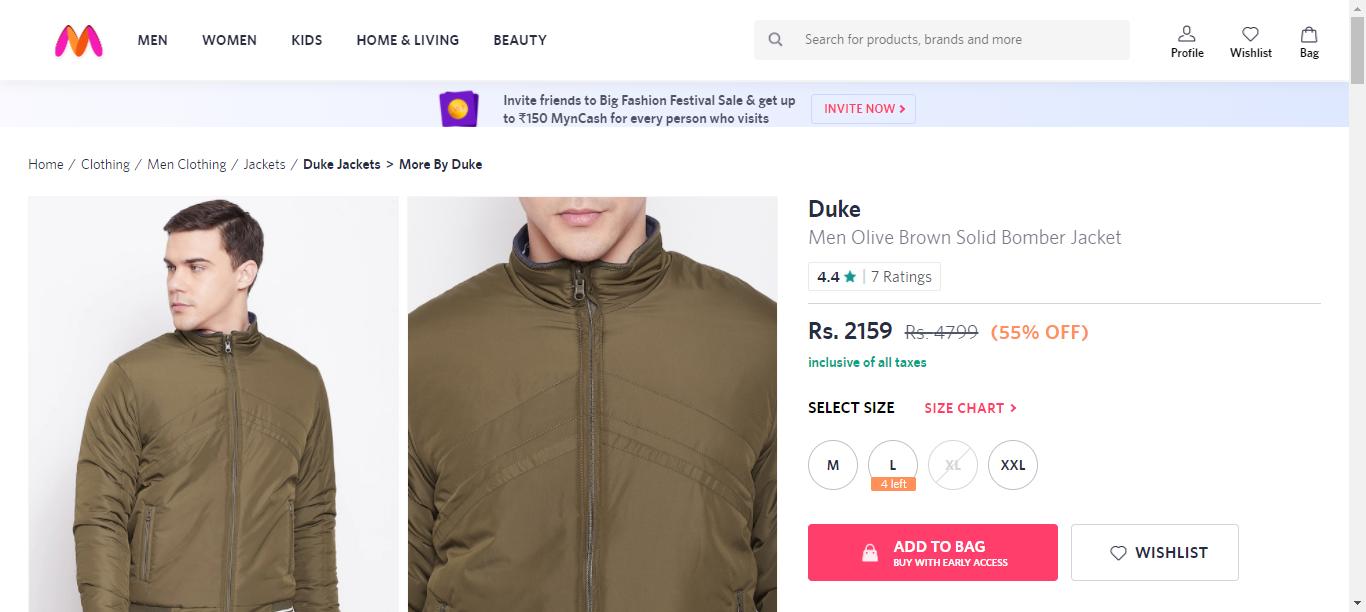 MEN WOMEN KIDS HOME & LIVING BEAUTY
Search for products, brands and more
Profile Wishlist Bag
Invite friends to Big Fashion Festival Sale & get up
to ₹150 MynCash for every person who visits
INVITE NOW >
Home / Clothing / Men Clothing / Jackets / Duke Jackets > More By Duke
Duke
Men Olive Brown Solid Bomber Jacket
4.4 ★ | 7 Ratings
Rs. 2159 Rs. 4799 (55% OFF)
inclusive of all taxes
SELECT SIZE SIZE CHART >
M L XL XXL
4 left
ADD TO BAG
BUY WITH EARLY ACCESS
WISHLIST